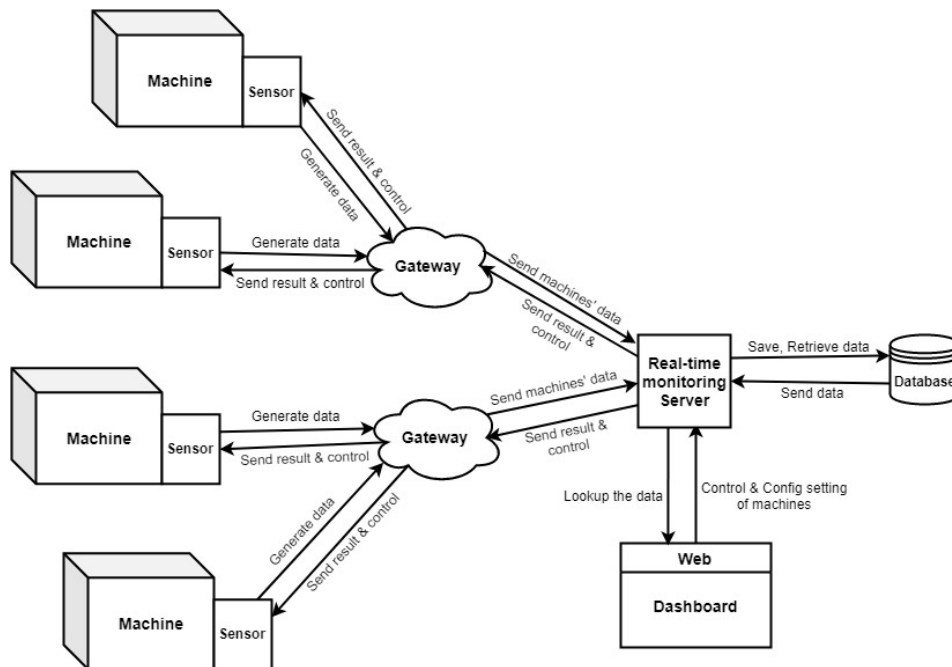 Machine
Sensor
Send result & control
Generate data
Machine
Sensor
Generate data
Send result & control
Gateway
Send machines' data
Send result &
control
Real-time
monitoring
Server
Save, Retrieve data
Send data
Database
Machine
Sensor
Generate data
Send result & control
Gateway
Send machines' data
Send result &
control
Generate data
Send result & control
Lookup the data
Control & Config setting
of machines
Machine
Sensor
Web
Dashboard